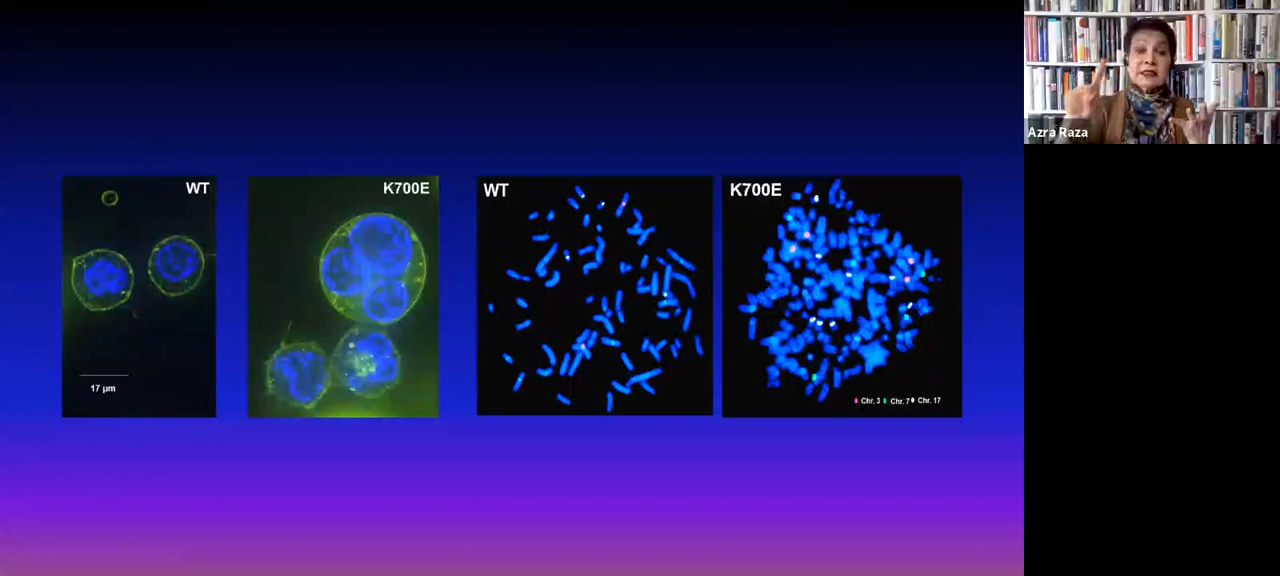 WT
K700E
WT
K700E
17 µm
Chr. 3 Chr. 7 Chr. 17
Azra Raza